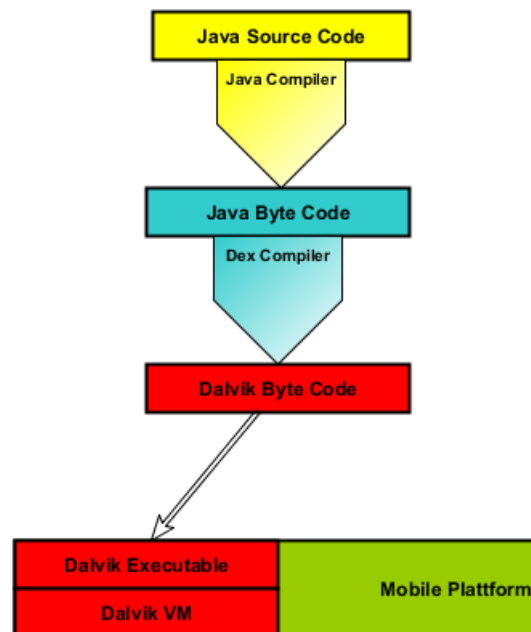 Java Source Code
Java Compiler
Java Byte Code
Dex Compiler
Dalvik Byte Code
Dalvik Executable
Mobile Plattform
Dalvik VM